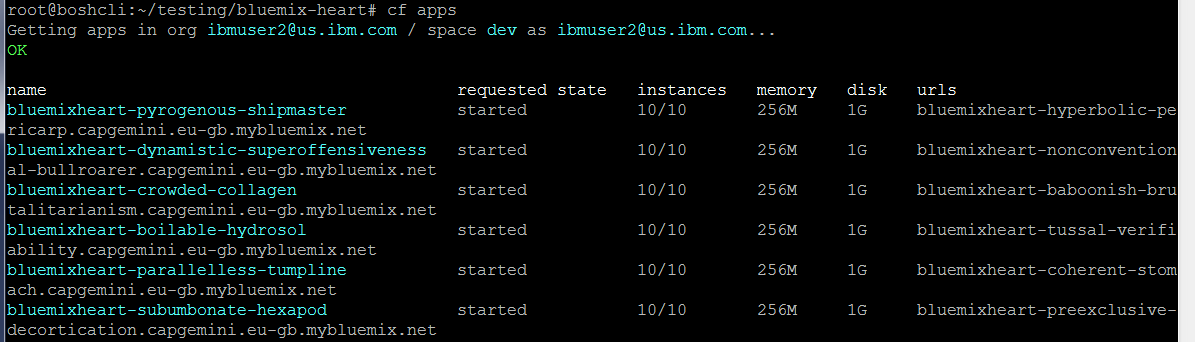 root@boshcli:~/testing/bluemix-heart# cf apps
Getting apps in org ibmuser2@us.ibm.com / space dev as ibmuser2@us.ibm.com...
OK
name requested state instances memory disk urls
bluemixheart-pyrogenous-shipmaster started 10/10 256M 1G bluemixheart-hyperbolic-pe
ricarp.capgemini.eu-gb.mybluemix.net
bluemixheart-dynamistic-superoffensiveness started 10/10 256M 1G bluemixheart-nonconvention
al-bullroarer.capgemini.eu-gb.mybluemix.net
bluemixheart-crowded-collagen started 10/10 256M 1G bluemixheart-baboonish-bru
talitarianism.capgemini.eu-gb.mybluemix.net
bluemixheart-boilable-hydrosol started 10/10 256M 1G bluemixheart-tussal-verifi
ability.capgemini.eu-gb.mybluemix.net
bluemixheart-parallelless-tumpline started 10/10 256M 1G bluemixheart-coherent-stom
ach.capgemini.eu-gb.mybluemix.net
bluemixheart-subumbonate-hexapod started 10/10 256M 1G bluemixheart-preexclusive-
decortication.capgemini.eu-gb.mybluemix.net